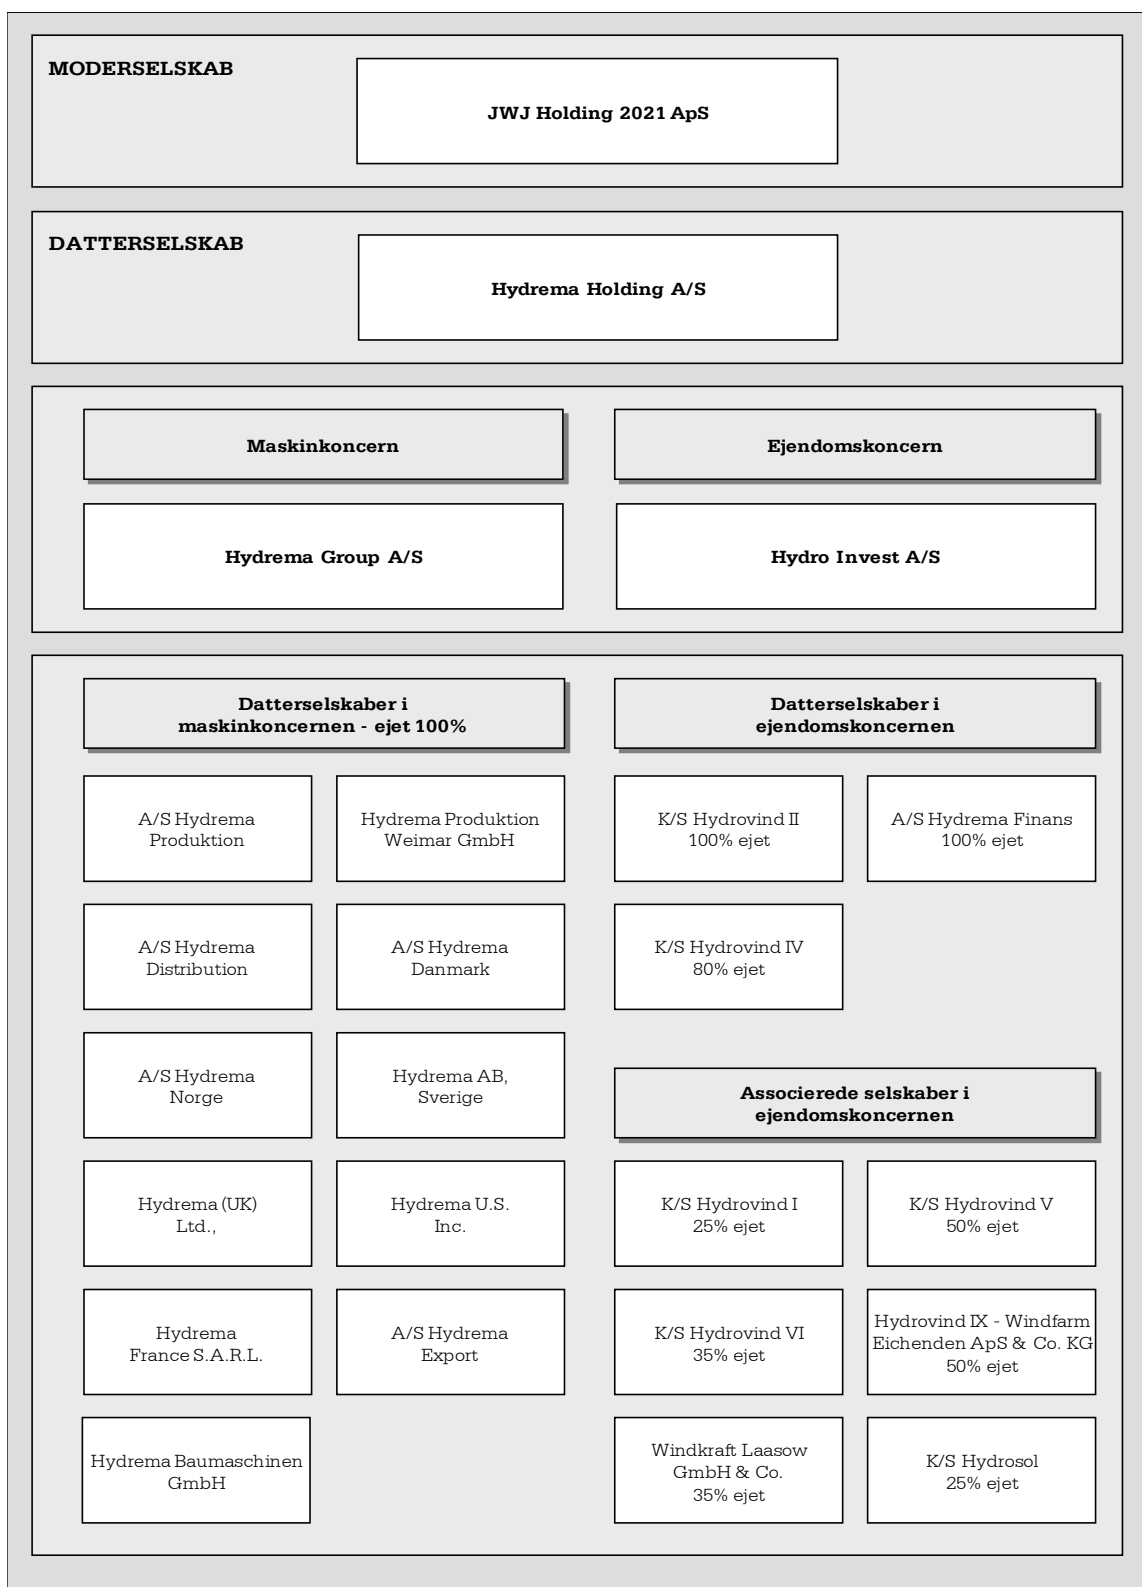 MODERSELSKAB
JWJ Holding 2021 ApS
DATTERSELSKAB
Hydrema Holding A/S
Maskinkoncern
Ejendomskoncern
Hydrema Group A/S
Hydro Invest A/S
Datterselskaber i
maskinkoncernen - ejet 100%
A/S Hydrema
Produktion
Hydrema Produktion
Weimar GmbH
A/S Hydrema
Distribution
A/S Hydrema
Danmark
A/S Hydrema
Norge
Hydrema AB,
Sverige
Hydrema (UK)
Ltd.,
Hydrema U.S.
Inc.
Hydrema
France S.A.R.L.
A/S Hydrema
Export
Hydrema Baumaschinen
GmbH
Datterselskaber i
ejendomskoncernen
K/S Hydrovind II
100% ejet
A/S Hydrema Finans
100% ejet
K/S Hydrovind IV
80% ejet
Associerede selskaber i
ejendomskoncernen
K/S Hydrovind I
25% ejet
K/S Hydrovind V
50% ejet
K/S Hydrovind VI
35% ejet
Hydrovind IX - Windfarm
Eichenden ApS & Co. KG
50% ejet
Windkraft Laasow
GmbH & Co.
35% ejet
K/S Hydrosol
25% ejet